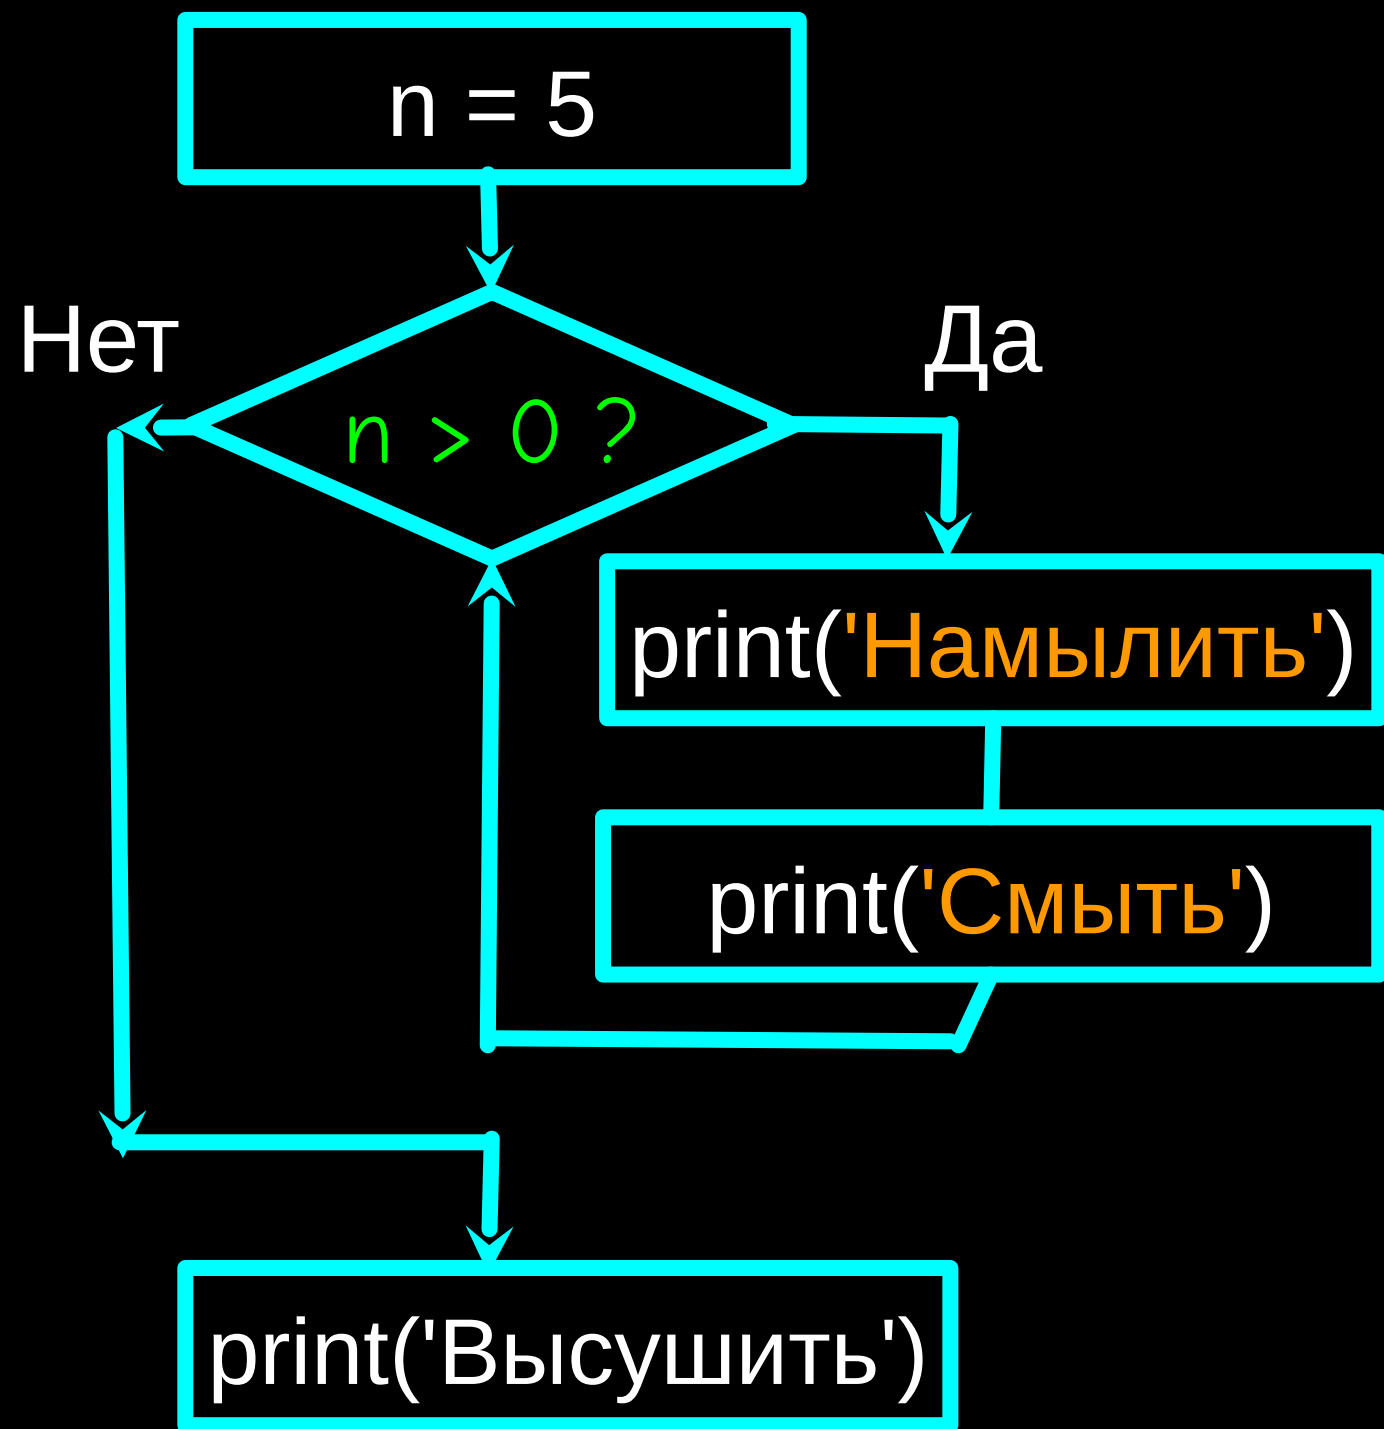 n = 5
Нет
Да
n > 0 ?
print('Намылить')
print('Смыть')
print('Высушить')